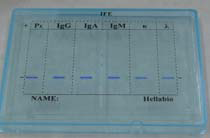 IFE
+ Ps IgG IgA IgM κ λ
NAME: Hellabio